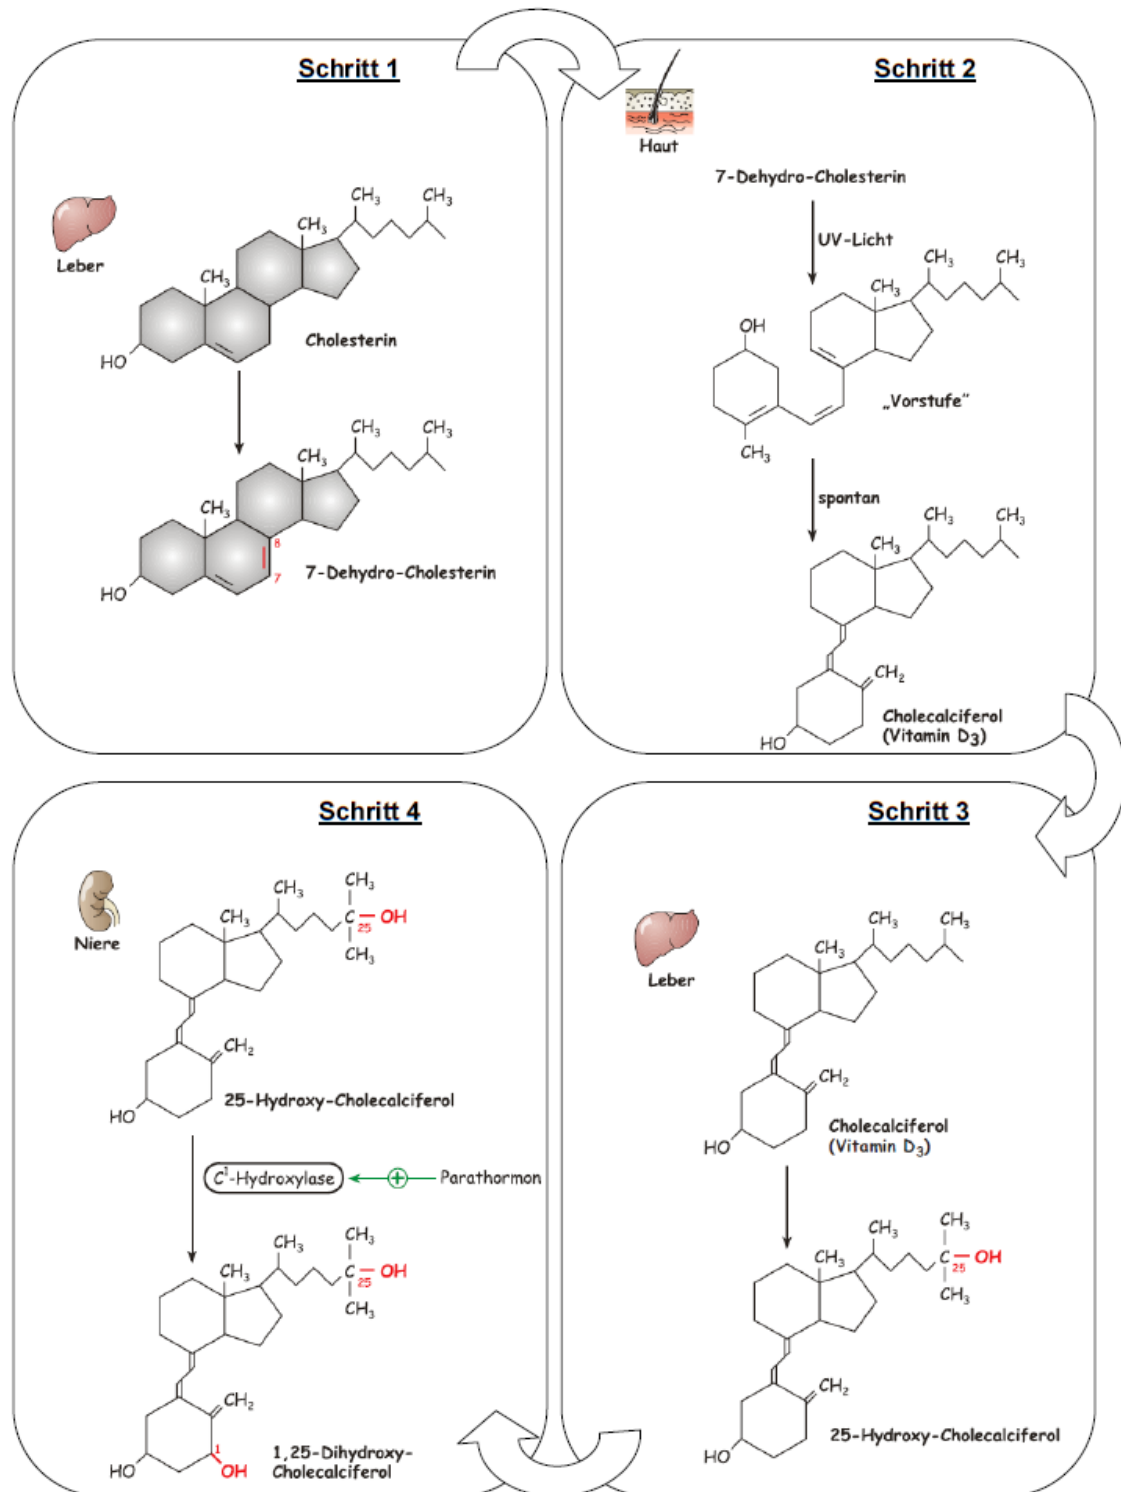 Schritt 1
Leber
CH3
CH3
CH3
CH3
HO
Cholesterin
CH3
CH3
CH3
CH3
8
7
HO
7-Dehydro-Cholesterin
Schritt 2
Haut
7-Dehydro-Cholesterin
UV-Licht
CH3
CH3
CH3
OH
„Vorstufe"
CH3
spontan
CH3
CH3
CH3
CH2
HO
Cholecalciferol
(Vitamin D3)
Schritt 3
Leber
CH3
CH3
CH3
CH2
HO
Cholecalciferol
(Vitamin D3)
CH3
CH3
CH3
C — OH
25
CH3
CH2
HO
25-Hydroxy-Cholecalciferol
Schritt 4
Niere
CH3
CH3
CH3
C — OH
25
CH3
CH2
HO
25-Hydroxy-Cholecalciferol
C1-Hydroxylase
+
Parathormon
CH3
CH3
CH3
C — OH
25
CH3
CH2
1
HO
OH
1,25-Dihydroxy-
Cholecalciferol